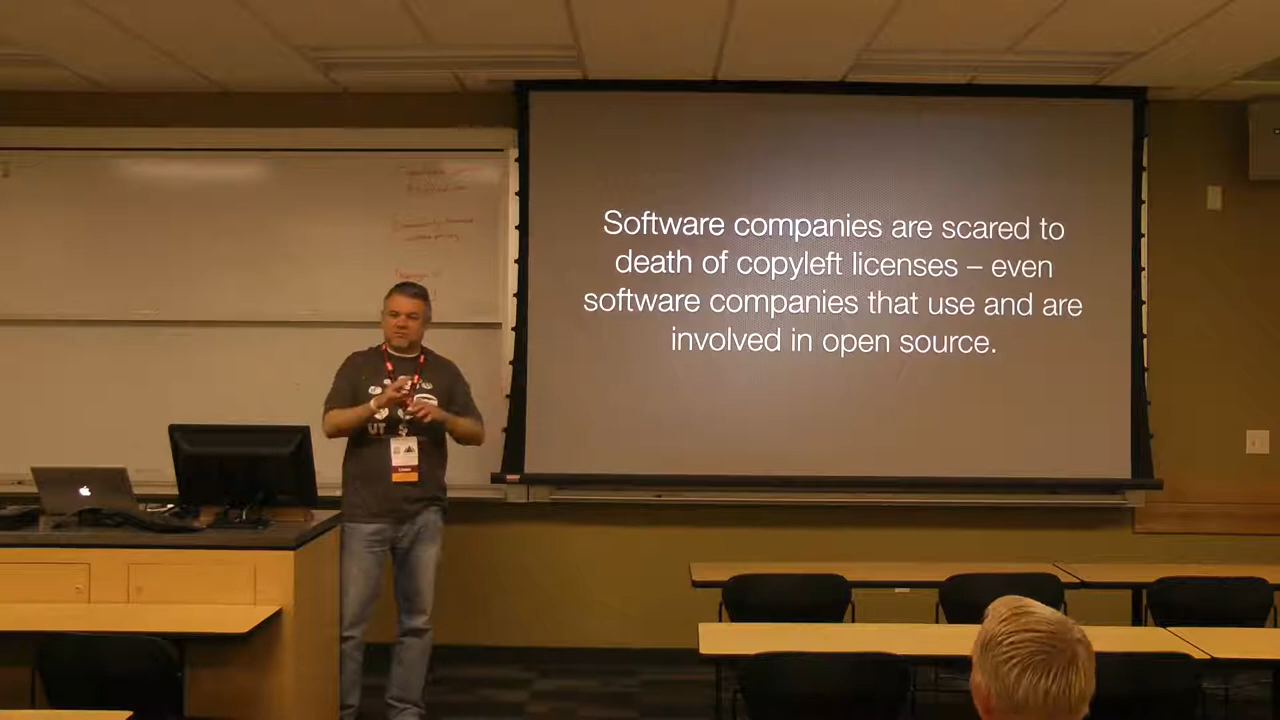 Software companies are scared to
death of copyleft licenses – even
software companies that use and are
involved in open source.
UT